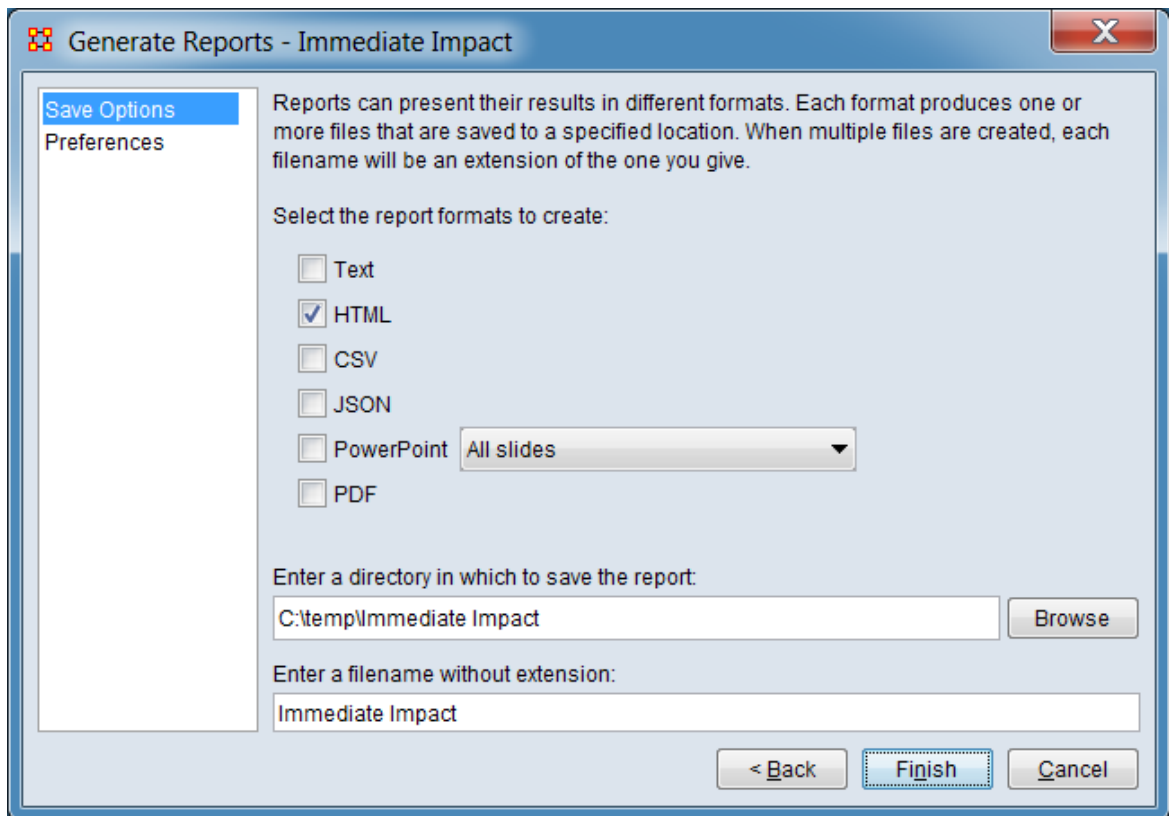 Generate Reports - Immediate Impact
X
Save Options
Preferences
Reports can present their results in different formats. Each format produces one or
more files that are saved to a specified location. When multiple files are created, each
filename will be an extension of the one you give.
Select the report formats to create:
Text
HTML
CSV
JSON
PowerPoint All slides
PDF
Enter a directory in which to save the report:
C:\temp\Immediate Impact Browse
Enter a filename without extension:
Immediate Impact
< Back Finish Cancel